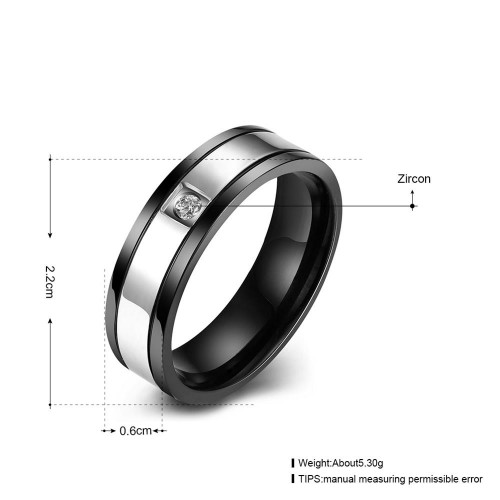 Zircon
2.2cm
0.6cm
Weight:About5.30g
TIPS:manual measuring permissible error